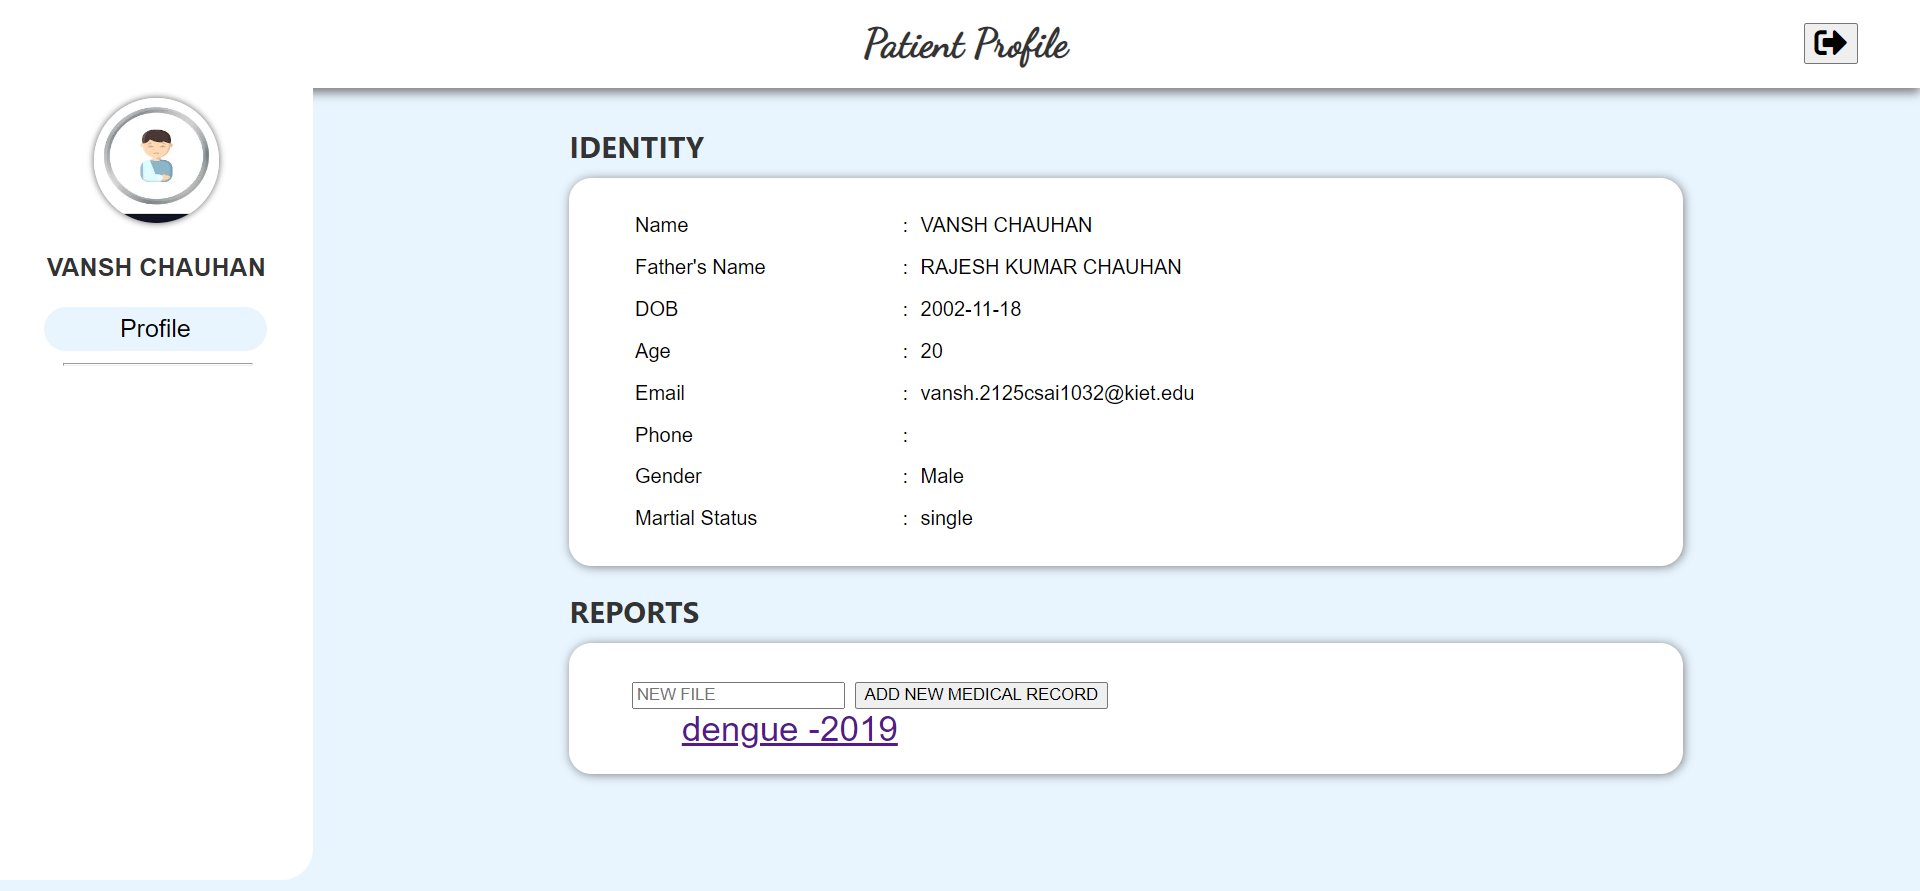 Patient Profile
VANSH CHAUHAN
Profile
IDENTITY
Name : VANSH CHAUHAN
Father's Name : RAJESH KUMAR CHAUHAN
DOB : 2002-11-18
Age : 20
Email : vansh.2125csai1032@kiet.edu
Phone :
Gender : Male
Martial Status : single
REPORTS
NEW FILE ADD NEW MEDICAL RECORD
dengue -2019